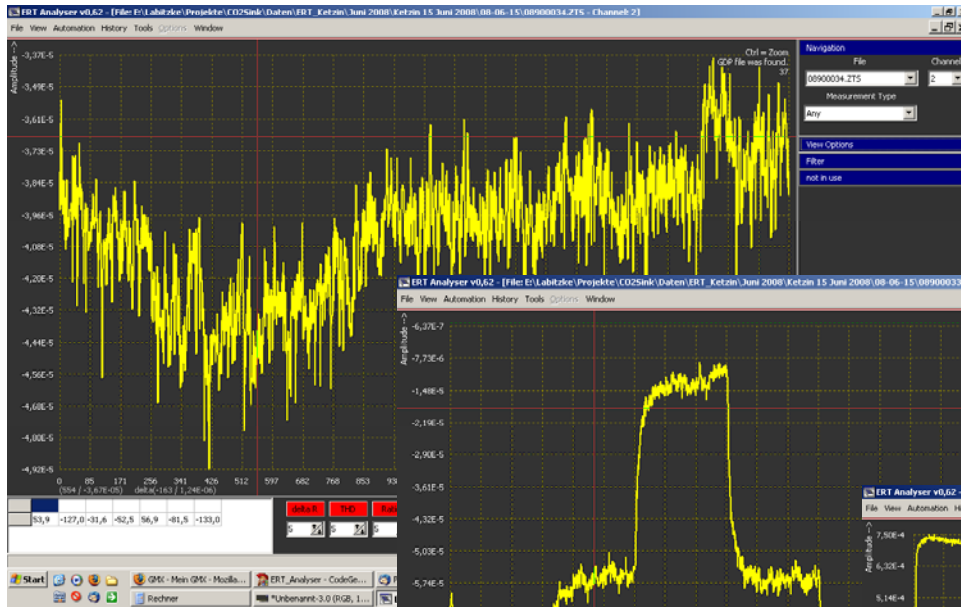 ERT Analyser v0,62 - [File: E:\Labitzke\Projekte\CO2Sink\Daten\ERT_Ketzin\Juni 2008\Ketzin 15 Juni 2008\08-06-15\08900034.ZTS - Channel: 2]
File View Automation History Tools Options Window
Amplitude -->
-3,37E-5
-3,49E-5
-3,61E-5
-3,73E-5
-3,84E-5
-3,96E-5
-4,08E-5
-4,20E-5
-4,32E-5
-4,44E-5
-4,56E-5
-4,68E-5
-4,80E-5
-4,92E-5
Ctrl = Zoom
GDP file was found.
37
0 85 171 256 341 426 512 597 682 768 853
(554 / -3,67E-05) delta(-163 / 1,24E-06)
Navigation
File Channel
08900034.ZTS 2
Measurement Type
Any
View Options
Filter
not in use
53,9 -127,0 -31,6 -52,5 56,9 -81,5 -133,0
delta R THD
5 5 5
ERT Analyser v0,62 - [File: E:\Labitzke\Projekte\CO2Sink\Daten\ERT_Ketzin\Juni 2008\Ketzin 15 Juni 2008\08-06-15\08900033
File View Automation History Tools Options Window
Amplitude -->
-6,37E-7
-7,73E-6
-1,48E-5
-2,19E-5
-2,90E-5
-3,61E-5
-4,32E-5
-5,03E-5
-5,74E-5
ERT Analyser v0,62 -
File View Automation
Amplitude -->
7,50E-4
6,32E-4
5,14E-4
Start
GMX - Mein GMX - Mozilla...
ERT_Analyser - CodeGe...
Rechner
*Unbenannt-3.0 (RGB, 1...